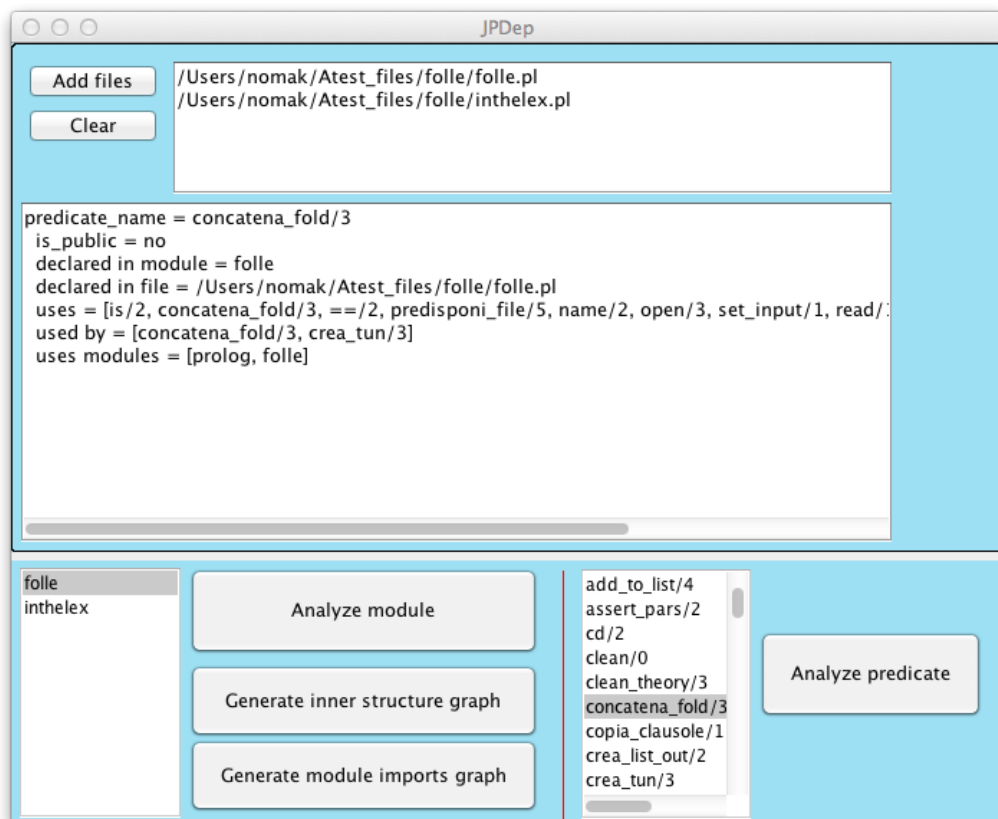 JPDep
Add files
Clear
/Users/nomak/Atest_files/folle/folle.pl
/Users/nomak/Atest_files/folle/inthelex.pl
predicate_name = concatena_fold/3
is_public = no
declared in module = folle
declared in file = /Users/nomak/Atest_files/folle/folle.pl
uses = [is/2, concatena_fold/3, ==/2, predisponi_file/5, name/2, open/3, set_input/1, read/
used by = [concatena_fold/3, crea_tun/3]
uses modules = [prolog, folle]
folle
inthelex
Analyze module
Generate inner structure graph
Generate module imports graph
add_to_list/4
assert_pars/2
cd/2
clean/0
clean_theory/3
concatena_fold/3
copia_clausole/1
crea_list_out/2
crea_tun/3
Analyze predicate